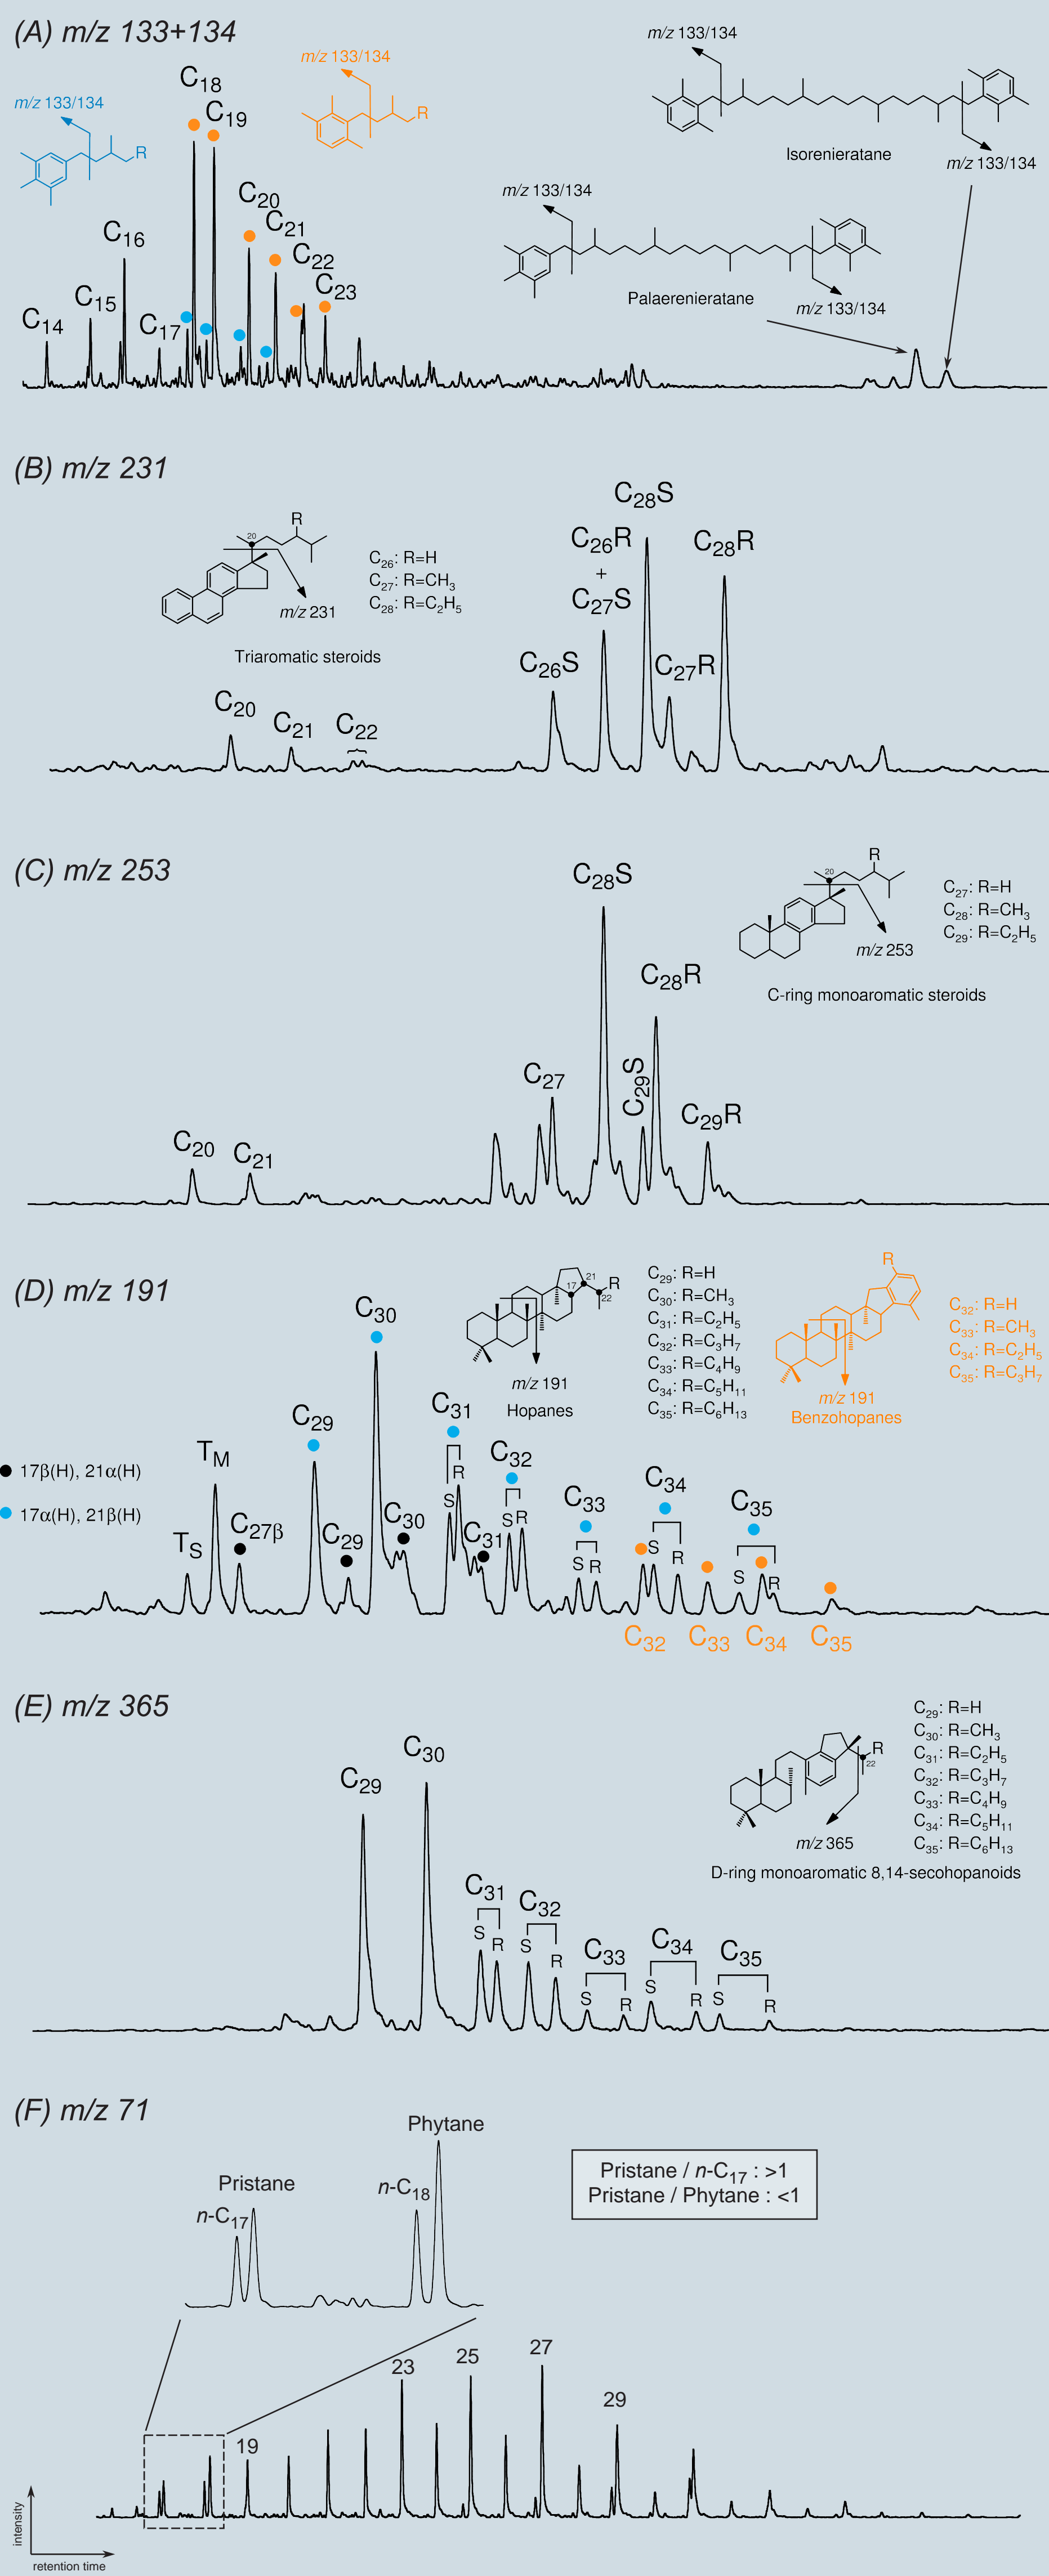 (A) m/z 133+134
m/z 133/134
C18
C19
m/z 133/134
R
m/z 133/134
R
C20
C21
C22
C23
C16
C15
C14
C17
m/z 133/134
Isorenieratane
m/z 133/134
m/z 133/134
Palaerenieratane
m/z 133/134
(B) m/z 231
R
20
m/z 231
Triaromatic steroids
C26: R=H
C27: R=CH3
C28: R=C2H5
C28S
C26R
+
C27S
C28R
C26S
C27R
C20
C21
C22
(C) m/z 253
C28S
R
20
m/z 253
C27: R=H
C28: R=CH3
C29: R=C2H5
C-ring monoaromatic steroids
C28R
C29S
C27
C29R
C20
C21
(D) m/z 191
C30
21
17
R
22
m/z 191
Hopanes
C29: R=H
C30: R=CH3
C31: R=C2H5
C32: R=C3H7
C33: R=C4H9
C34: R=C5H11
C35: R=C6H13
R
m/z 191
Benzohopanes
C32: R=H
C33: R=CH3
C34: R=C2H5
C35: R=C3H7
17β(H), 21α(H)
17α(H), 21β(H)
TS
TM
C27β
C29
C29
C30
C31
S
R
C31
C32
S R
C33
S R
C34
S
R
C35
S
R
C32
C33
C34
C35
(E) m/z 365
C29
C30
R
22
m/z 365
D-ring monoaromatic 8,14-secohopanoids
C29: R=H
C30: R=CH3
C31: R=C2H5
C32: R=C3H7
C33: R=C4H9
C34: R=C5H11
C35: R=C6H13
C31
S
R
C32
S
R
C33
S
R
C34
S
R
C35
S
R
(F) m/z 71
Phytane
Pristane
n-C18
n-C17
Pristane / n-C17 : >1
Pristane / Phytane : <1
19
23
25
27
29
intensity
retention time